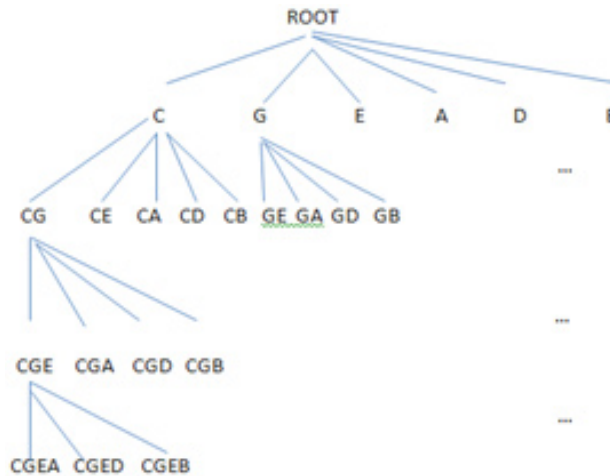 ROOT
C G E A D
...
CG CE CA CD CB GE GA GD GB
...
CGE CGA CGD CGB
...
CGEA CGED CGEB